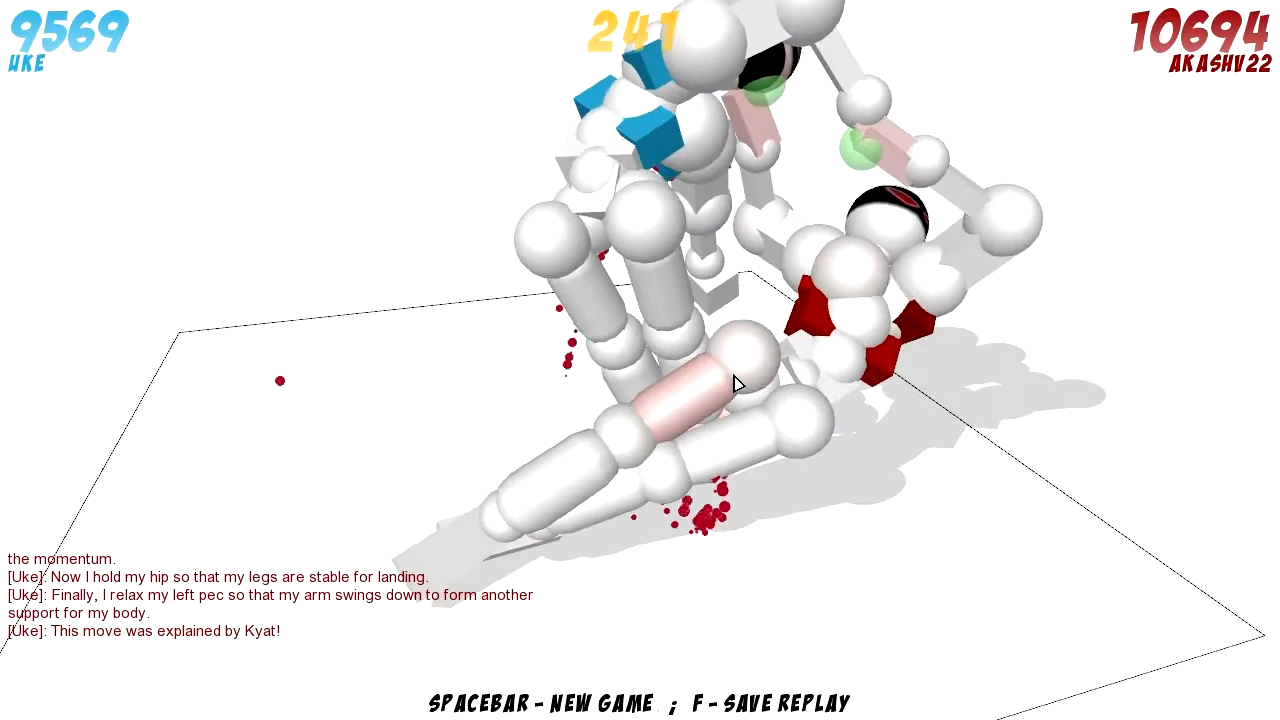 9569
UKE
241
10694
AKASHV22
the momentum.
[Uke]: Now I hold my hip so that my legs are stable for landing.
[Uke]: Finally, I relax my left pec so that my arm swings down to form another
support for my body.
[Uke]: This move was explained by Kyat!
SPACEBAR - NEW GAME ; F - SAVE REPLAY